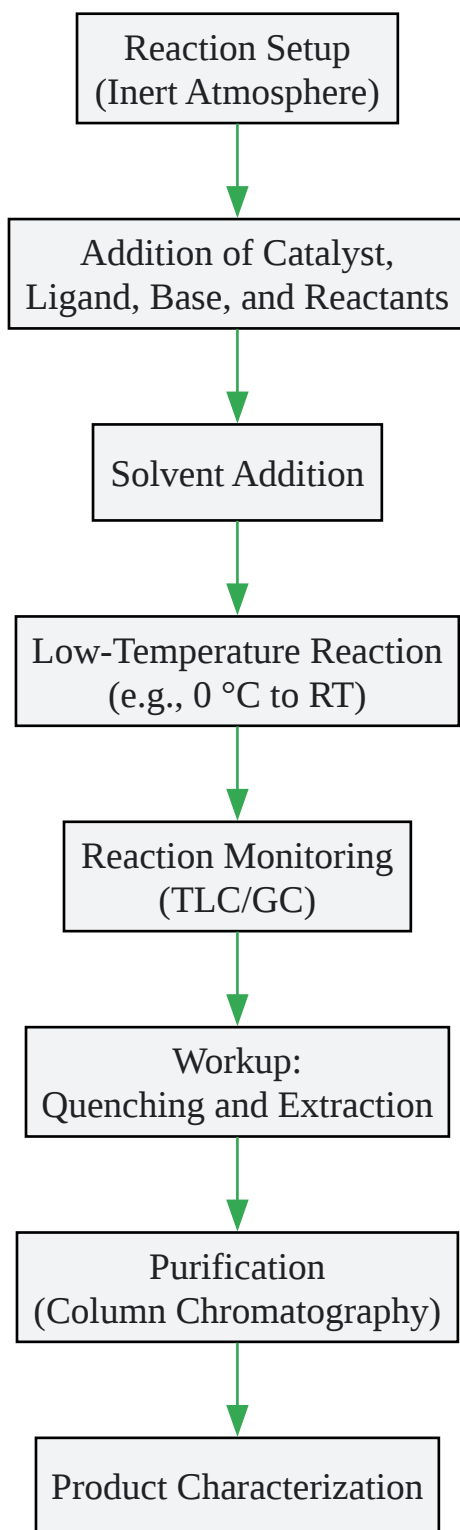 Reaction Setup
(Inert Atmosphere)
Addition of Catalyst,
Ligand, Base, and Reactants
Solvent Addition
Low-Temperature Reaction
(e.g., 0 °C to RT)
Reaction Monitoring
(TLC/GC)
Workup:
Quenching and Extraction
Purification
(Column Chromatography)
Product Characterization